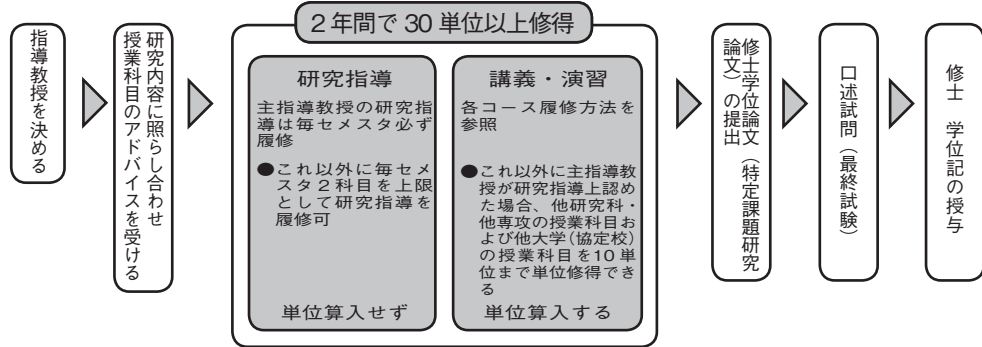 2年間で30単位以上修得
指導教授を決める
研究内容に照らし合わせ
授業科目のアドバイスを受ける
研究指導
主指導教授の研究指
導は毎セメスタ必ず
履修
●これ以外に毎セメ
スタ2科目を上限
として研究指導を
履修可
単位算入せず
講義・演習
各コース履修方法を
参照
●これ以外に主指導教
授が研究指導上認め
た場合、他研究科・
他専攻の授業科目お
よび他大学(協定校)
の授業科目を10単
位まで単位修得でき
る
単位算入する
修士学位論文(特定課題研究
論文)の提出
口述試問(最終試験)
修士 学位記の授与